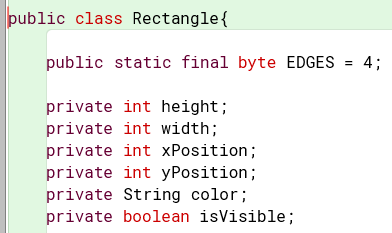 public class Rectangle{
public static final byte EDGES = 4;
private int height;
private int width;
private int xPosition;
private int yPosition;
private String color;
private boolean isVisible;